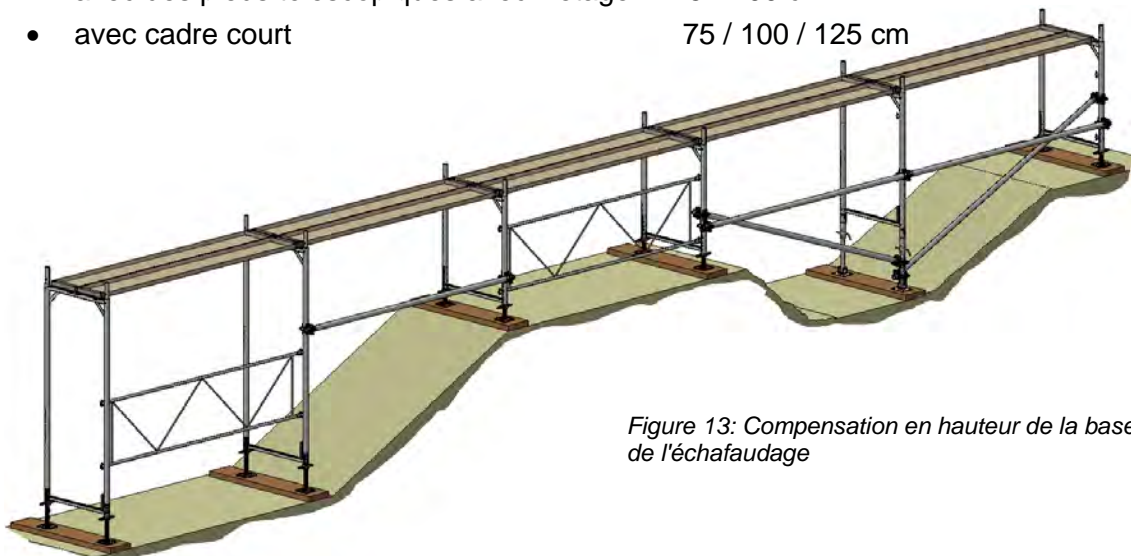 • avec cadre court 75 / 100 / 125 cm
Figure 13: Compensation en hauteur de la base
de l'échafaudage